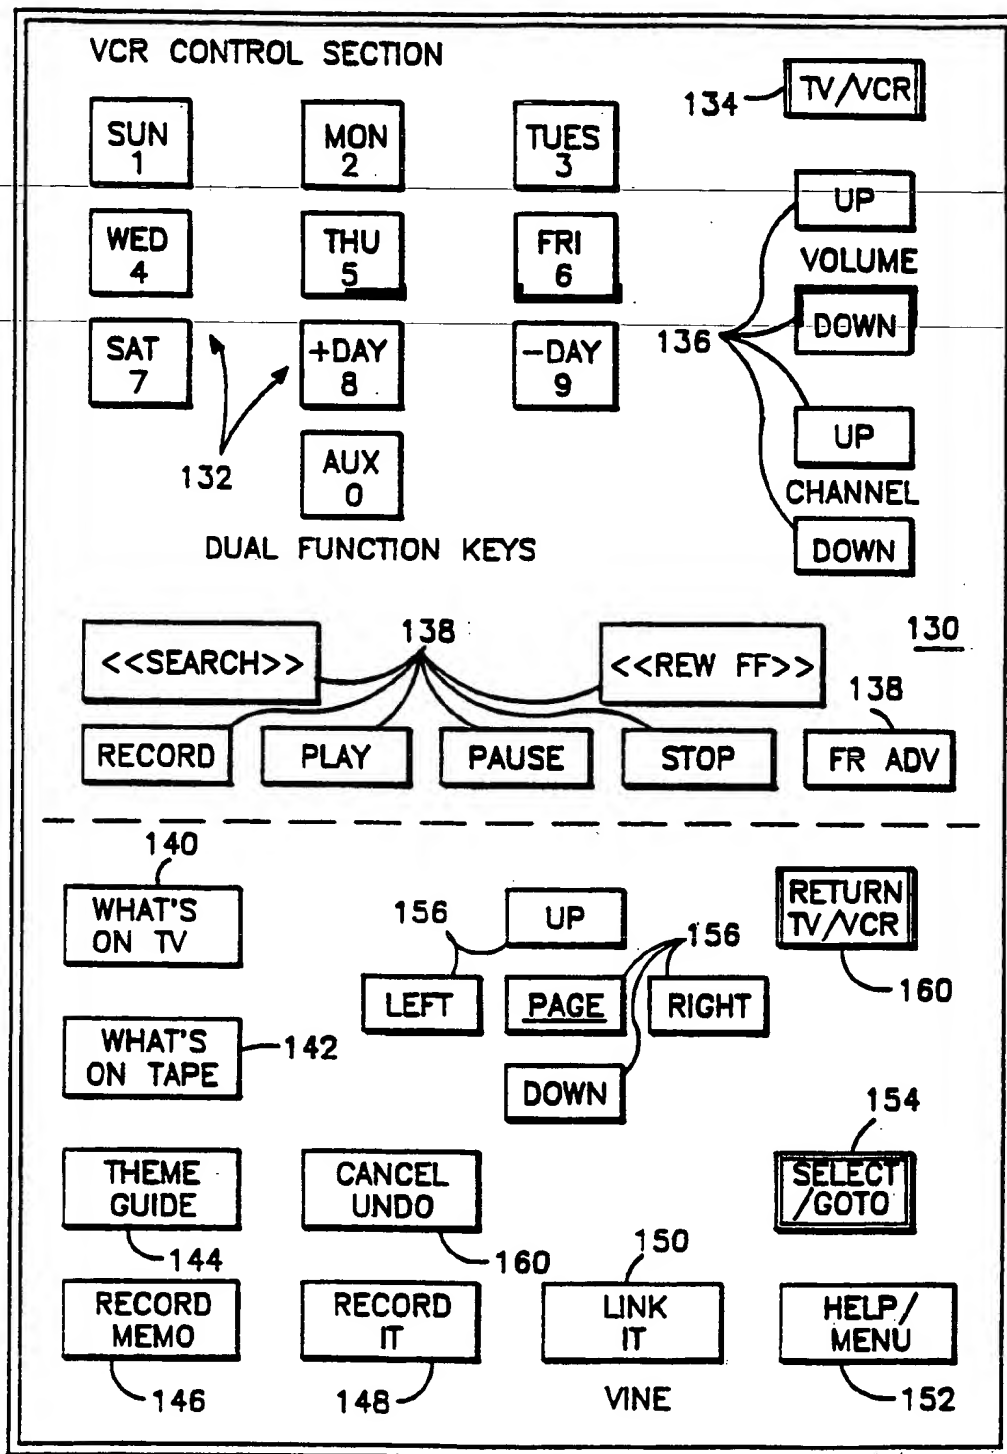 VCR CONTROL SECTION
134
TV/VCR
SUN
1
MON
2
TUES
3
UP
VOLUME
DOWN
WED
4
THU
5
FRI
6
136
SAT
7
+DAY
8
-DAY
9
UP
CHANNEL
DOWN
132
AUX
0
DUAL FUNCTION KEYS
<<SEARCH>>
138
<<REW FF>>
130
138
RECORD
PLAY
PAUSE
STOP
FR ADV
140
WHAT'S
ON TV
156
UP
156
RETURN
TV/VCR
160
LEFT
PAGE
RIGHT
WHAT'S
ON TAPE
142
DOWN
154
THEME
GUIDE
144
CANCEL
UNDO
160
SELECT
/GOTO
150
RECORD
MEMO
146
RECORD
IT
148
LINK
IT
VINE
HELP/
MENU
152